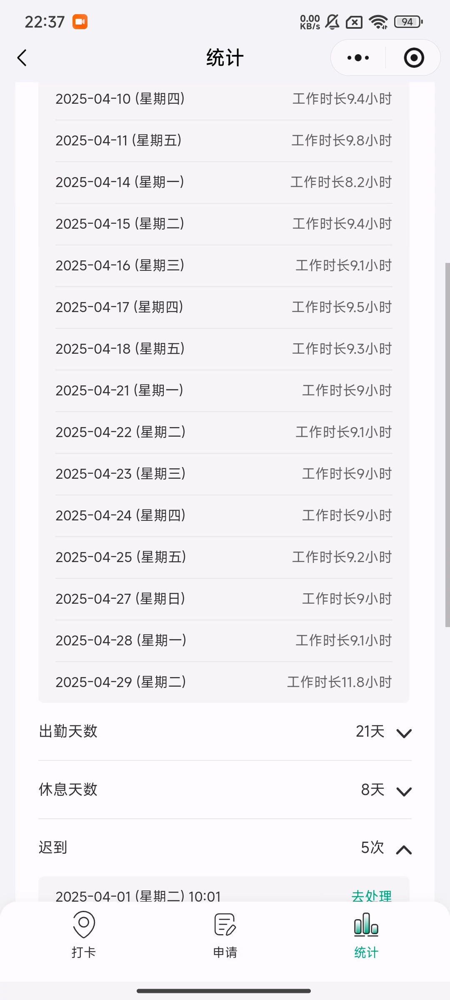 22:37
0.00 KB/s
94
统计
2025-04-10 (星期四) 工作时长9.4小时
2025-04-11 (星期五) 工作时长9.8小时
2025-04-14 (星期一) 工作时长8.2小时
2025-04-15 (星期二) 工作时长9.4小时
2025-04-16 (星期三) 工作时长9.1小时
2025-04-17 (星期四) 工作时长9.5小时
2025-04-18 (星期五) 工作时长9.3小时
2025-04-21 (星期一) 工作时长9小时
2025-04-22 (星期二) 工作时长9.1小时
2025-04-23 (星期三) 工作时长9小时
2025-04-24 (星期四) 工作时长9小时
2025-04-25 (星期五) 工作时长9.2小时
2025-04-27 (星期日) 工作时长9小时
2025-04-28 (星期一) 工作时长9.1小时
2025-04-29 (星期二) 工作时长11.8小时
出勤天数 21天
休息天数 8天
迟到 5次
2025-04-01 (星期二) 10:01 去处理
打卡 申请 统计